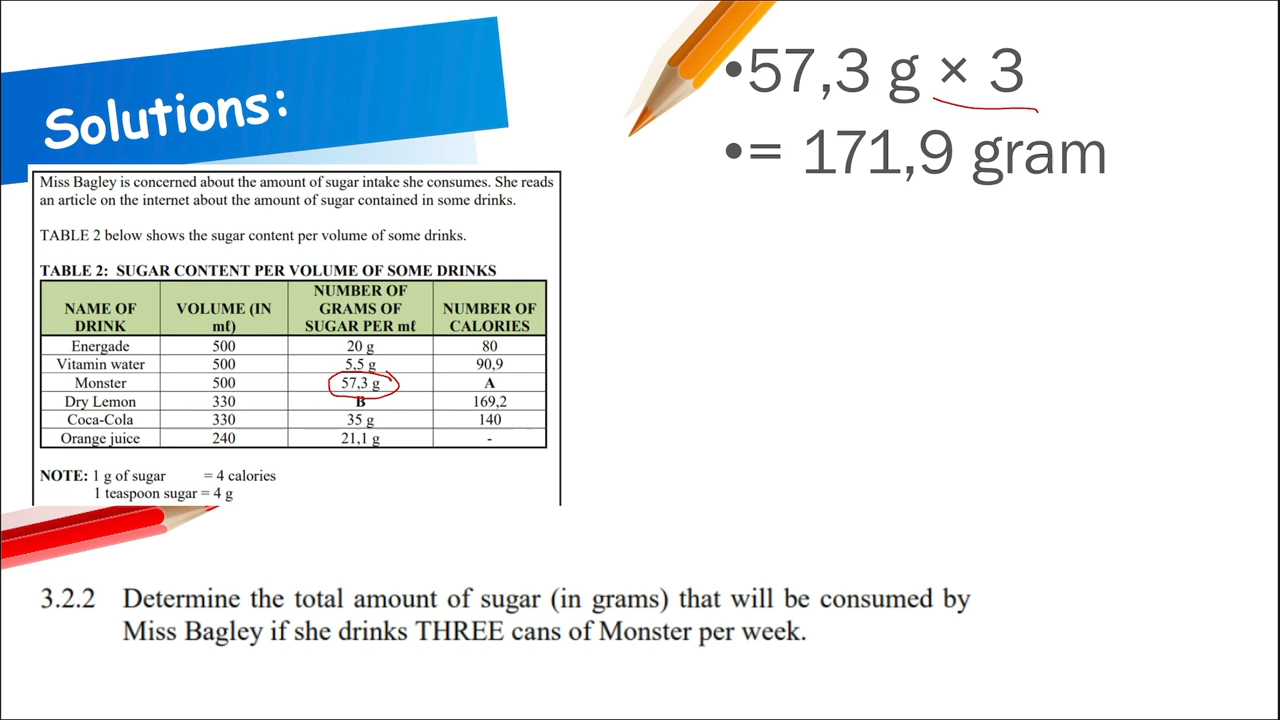 Solutions:
•57,3 g × 3
•= 171,9 gram
Miss Bagley is concerned about the amount of sugar intake she consumes. She reads
an article on the internet about the amount of sugar contained in some drinks.
TABLE 2 below shows the sugar content per volume of some drinks.
TABLE 2: SUGAR CONTENT PER VOLUME OF SOME DRINKS
NAME OF DRINK VOLUME (IN mℓ) NUMBER OF GRAMS OF SUGAR PER mℓ NUMBER OF CALORIES
Energade 500 20 g 80
Vitamin water 500 5,5 g 90,9
Monster 500 57,3 g A
Dry Lemon 330 B 169,2
Coca-Cola 330 35 g 140
Orange juice 240 21,1 g -
NOTE: 1 g of sugar = 4 calories
1 teaspoon sugar = 4 g
3.2.2 Determine the total amount of sugar (in grams) that will be consumed by
Miss Bagley if she drinks THREE cans of Monster per week.